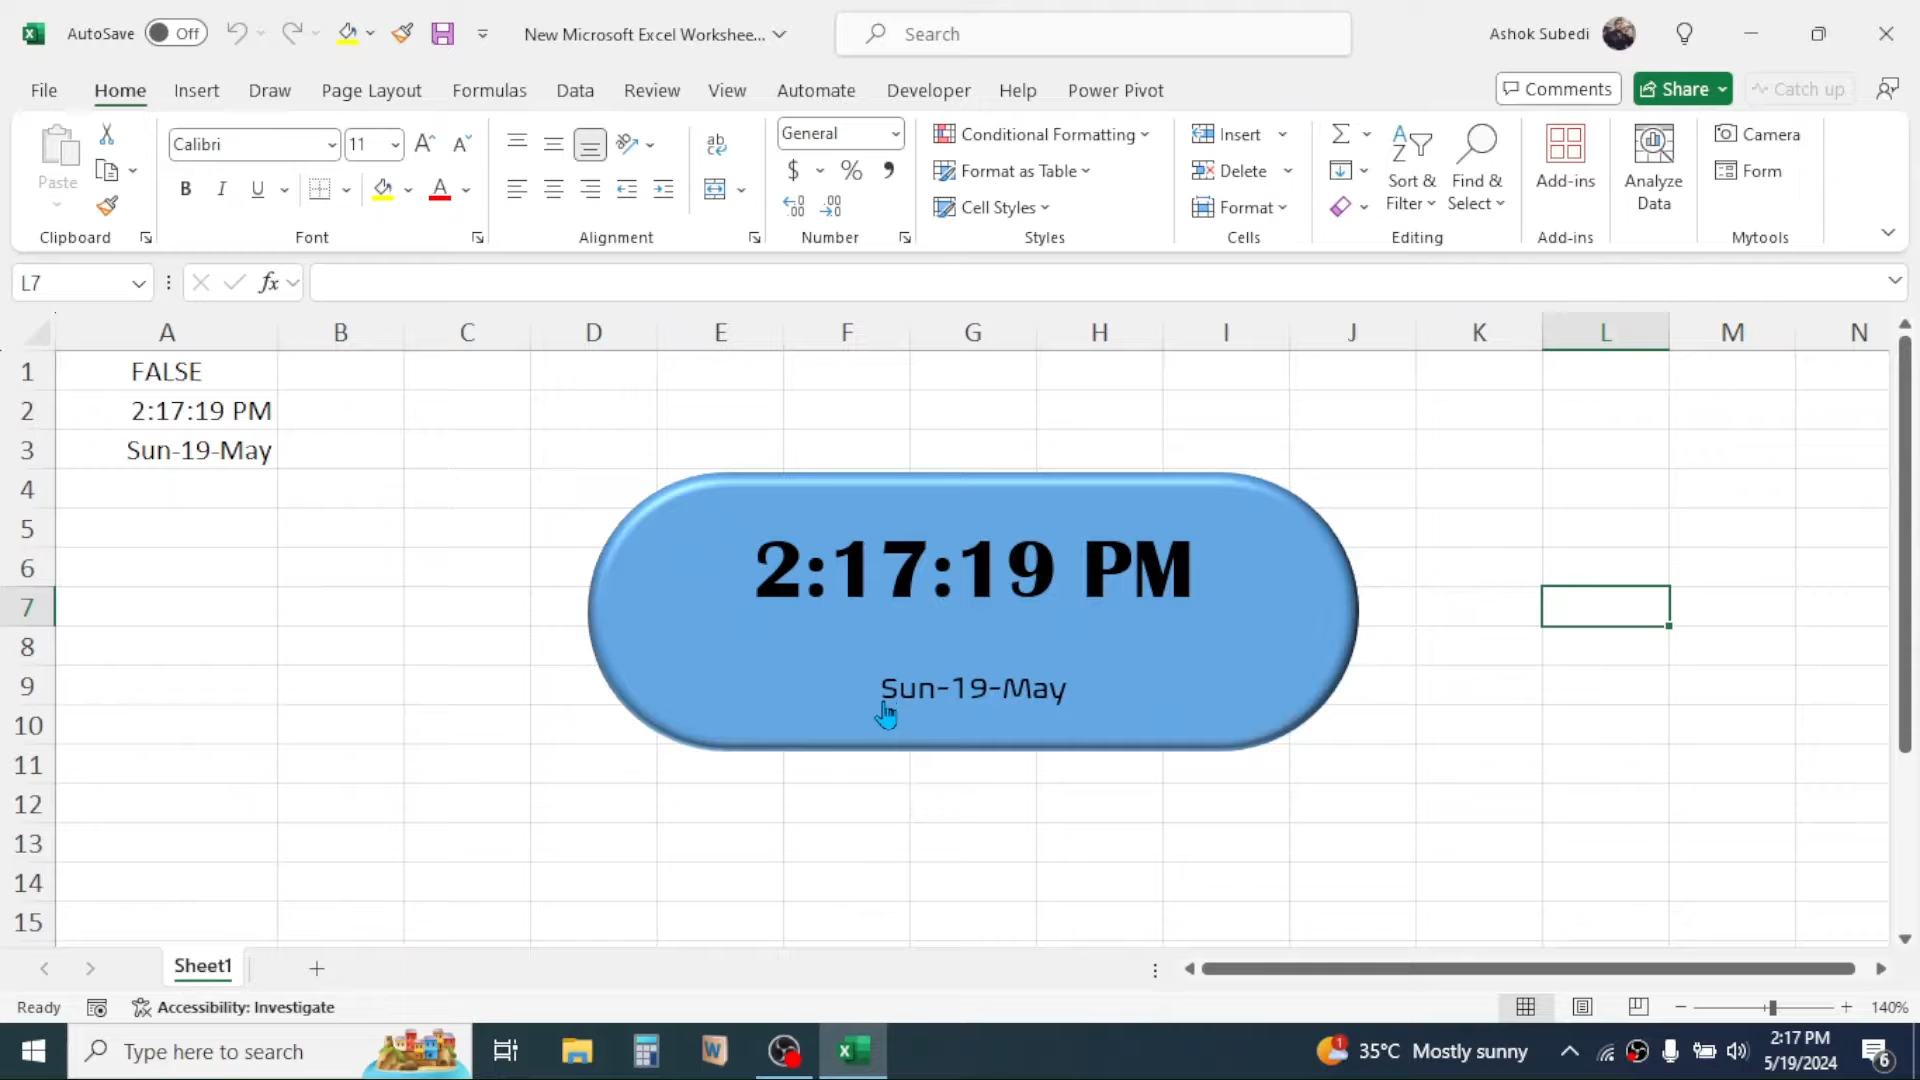 AutoSave Off New Microsoft Excel Workshee... Search Ashok Subedi
File Home Insert Draw Page Layout Formulas Data Review View Automate Developer Help Power Pivot Comments Share Catch up
Paste
Clipboard
Calibri 11
B I U A
Font
ab
Alignment
General
$ % ,
Number
Conditional Formatting
Format as Table
Cell Styles
Styles
Insert
Delete
Format
Cells
Sort & Filter
Find & Select
Editing
Add-ins
Add-ins
Analyze Data
Camera
Form
Mytools
L7 fx
A B C D E F G H I J K L M N
1 FALSE
2 2:17:19 PM
3 Sun-19-May
4
5
6
7
8
9
10
11
12
13
14
15
2:17:19 PM
Sun-19-May
Sheet1
Ready Accessibility: Investigate 140%
Type here to search 35°C Mostly sunny 2:17 PM
5/19/2024
6